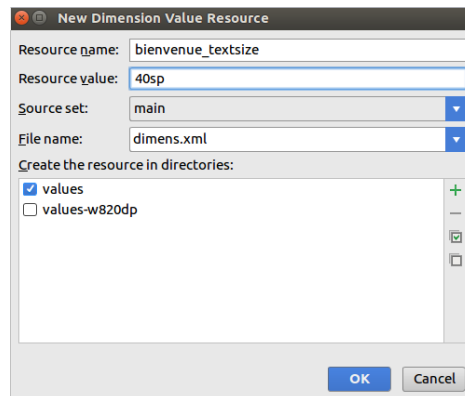 New Dimension Value Resource
Resource name: bienvenue_textsize
Resource value: 40sp
Source set: main
File name: dimens.xml
Create the resource in directories:
values
values-w820dp
OK Cancel